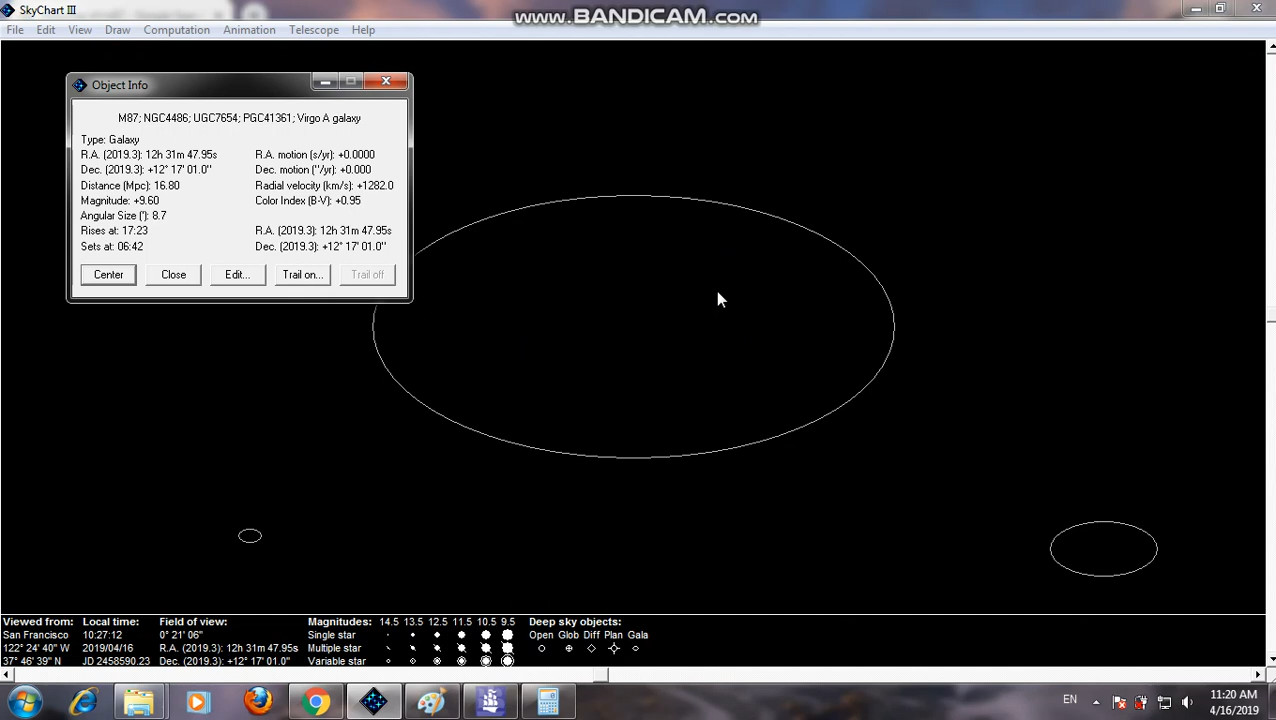 SkyChart III
www.BANDICAM.com
File Edit View Draw Computation Animation Telescope Help
Object Info
M87; NGC4486; UGC7654; PGC41361; Virgo A galaxy
Type: Galaxy
R.A. (2019.3): 12h 31m 47.95s R.A. motion (s/yr): +0.0000
Dec. (2019.3): +12° 17' 01.0" Dec. motion ("/yr): +0.000
Distance (Mpc): 16.80 Radial velocity (km/s): +1282.0
Magnitude: +9.60 Color Index (B-V): +0.95
Angular Size ('): 8.7
Rises at: 17:23 R.A. (2019.3): 12h 31m 47.95s
Sets at: 06:42 Dec. (2019.3): +12° 17' 01.0"
Center Close Edit... Trail on... Trail off
Viewed from: Local time: Field of view: Magnitudes: 14.5 13.5 12.5 11.5 10.5 9.5 Deep sky objects:
San Francisco 10:27:12 0° 21' 06" Single star Open Glob Diff Plan Gala
122° 24' 40" W 2019/04/16 R.A. (2019.3): 12h 31m 47.95s Multiple star
37° 46' 39" N JD 2458590.23 Dec. (2019.3): +12° 17' 01.0" Variable star
EN
11:20 AM
4/16/2019